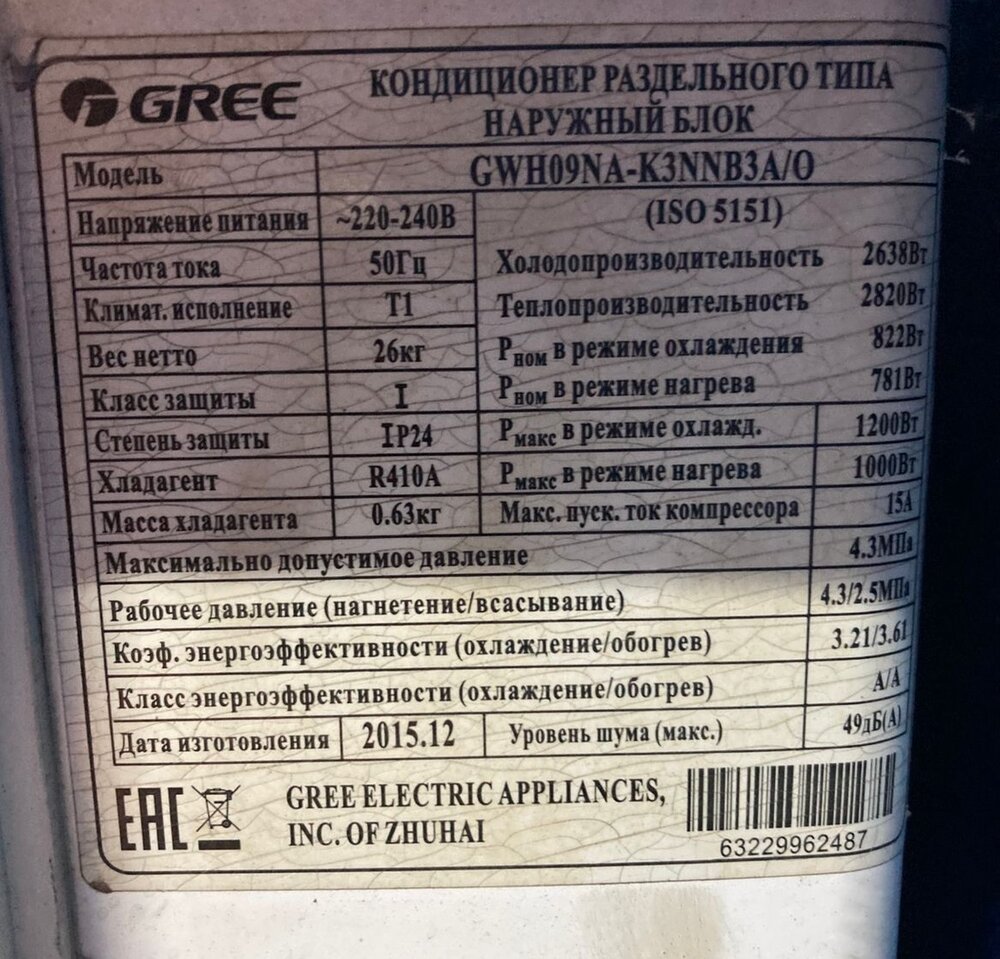 GREE
КОНДИЦИОНЕР РАЗДЕЛЬНОГО ТИПА
НАРУЖНЫЙ БЛОК
Модель GWH09NA-K3NNB3A/O
Напряжение питания ~220-240В
Частота тока 50Гц
Климат. исполнение T1
Вес нетто 26кг
Класс защиты I
Степень защиты IP24
Хладагент R410A
Масса хладагента 0.63кг
(ISO 5151)
Холодопроизводительность 2638Вт
Теплопроизводительность 2820Вт
Pном в режиме охлаждения 822Вт
Pном в режиме нагрева 781Вт
Pмакс в режиме охлажд. 1200Вт
Pмакс в режиме нагрева 1000Вт
Макс. пуск. ток компрессора 15А
Максимально допустимое давление 4.3МПа
Рабочее давление (нагнетение/всасывание) 4.3/2.5МПа
Коэф. энергоэффективности (охлаждение/обогрев) 3.21/3.61
Класс энергоэффективности (охлаждение/обогрев) A/A
Дата изготовления 2015.12 Уровень шума (макс.) 49дБ(А)
EAC
GREE ELECTRIC APPLIANCES,
INC. OF ZHUHAI
63229962487